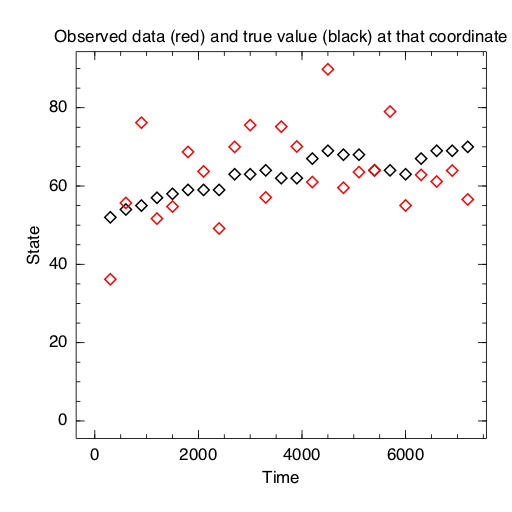 Observed data (red) and true value (black) at that coordinate
80
60
40
20
0
State
0 2000 4000 6000
Time